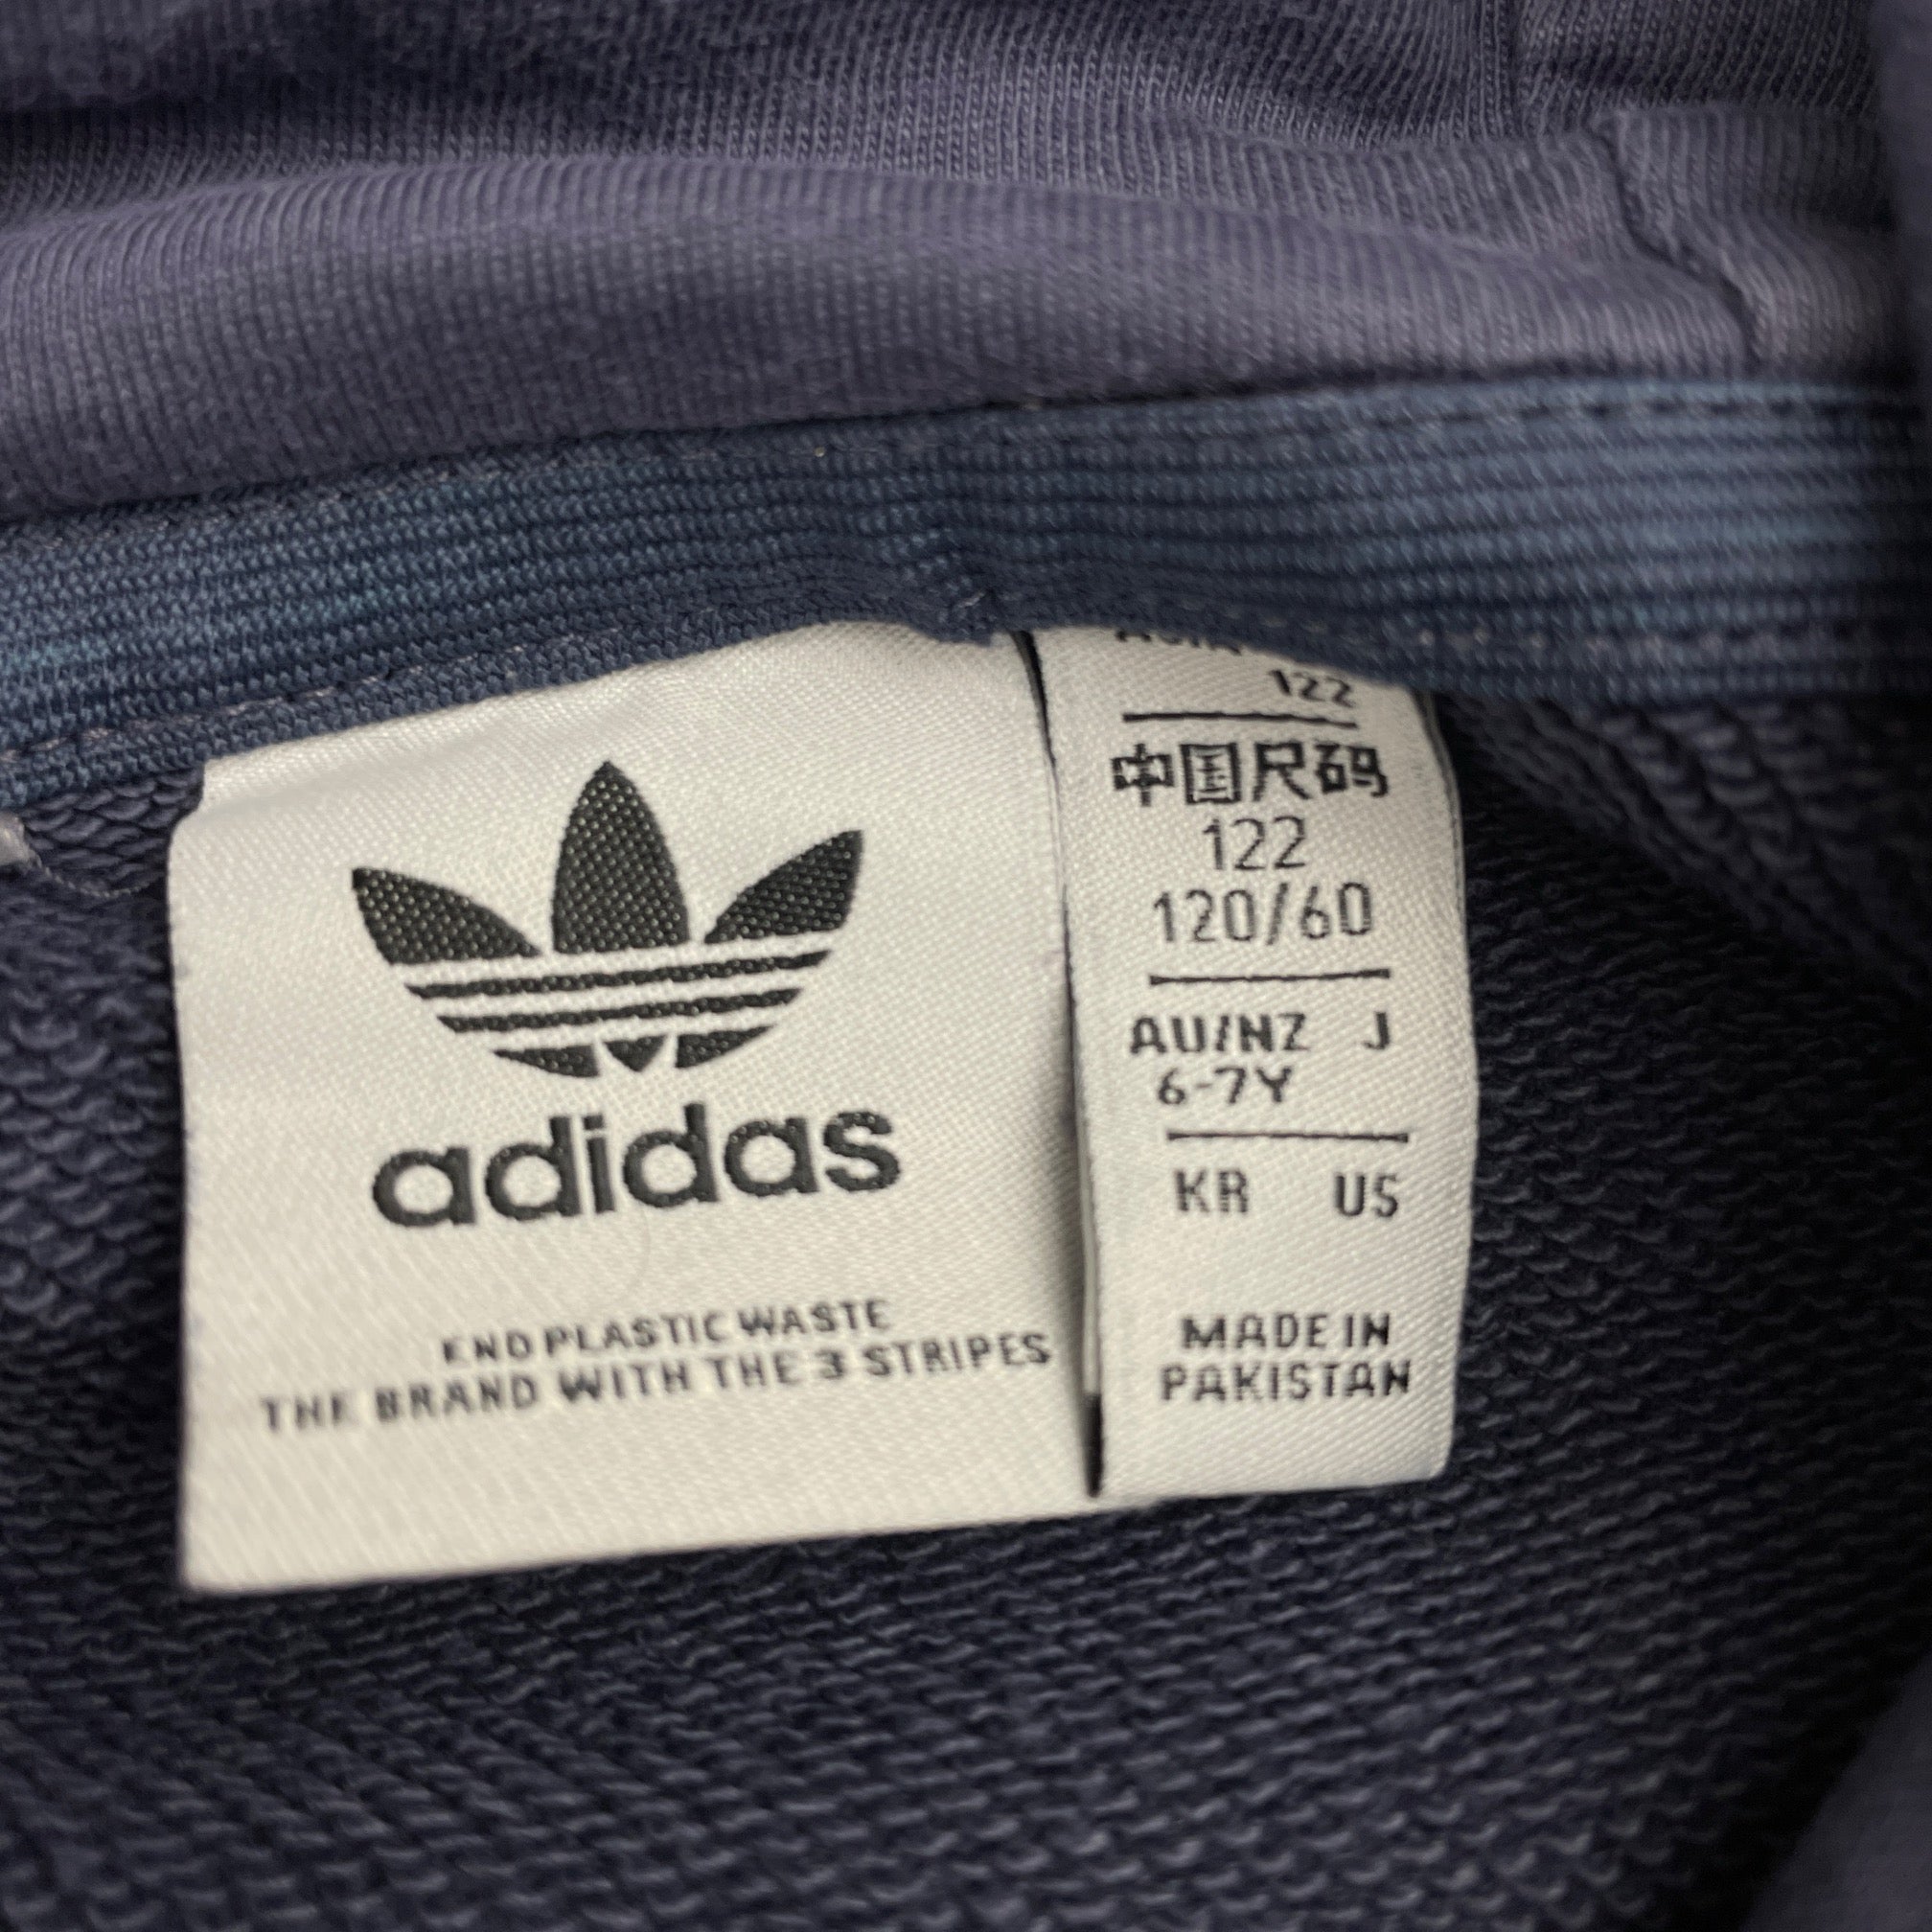 adidas
END PLASTIC WASTE
THE BRAND WITH THE 3 STRIPES
122
中国尺码
122
120/60
AU/NZ J
6-7Y
KR US
MADE IN
PAKISTAN